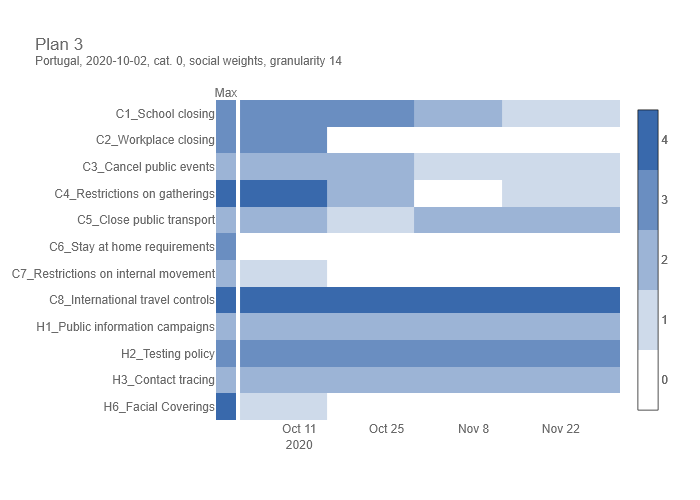 Plan 3
Portugal, 2020-10-02, cat. 0, social weights, granularity 14
Max
C1_School closing
C2_Workplace closing
C3_Cancel public events
C4_Restrictions on gatherings
C5_Close public transport
C6_Stay at home requirements
C7_Restrictions on internal movement
C8_International travel controls
H1_Public information campaigns
H2_Testing policy
H3_Contact tracing
H6_Facial Coverings
Oct 11
2020
Oct 25
Nov 8
Nov 22
4
3
2
1
0